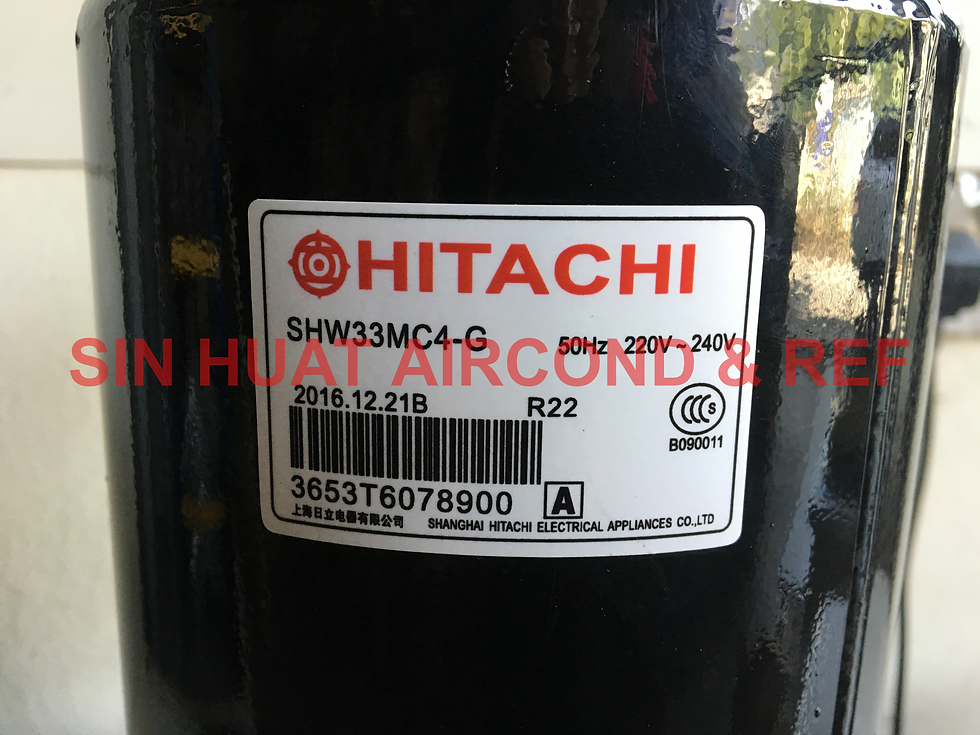 HITACHI
SHW33MC4-G 50Hz 220V~240V
SIN HUAT AIRCOND & REF
2016.12.21B R22
S
B090011
3653T6078900 A
上海日立电器有限公司 SHANGHAI HITACHI ELECTRICAL APPLIANCES CO.,LTD